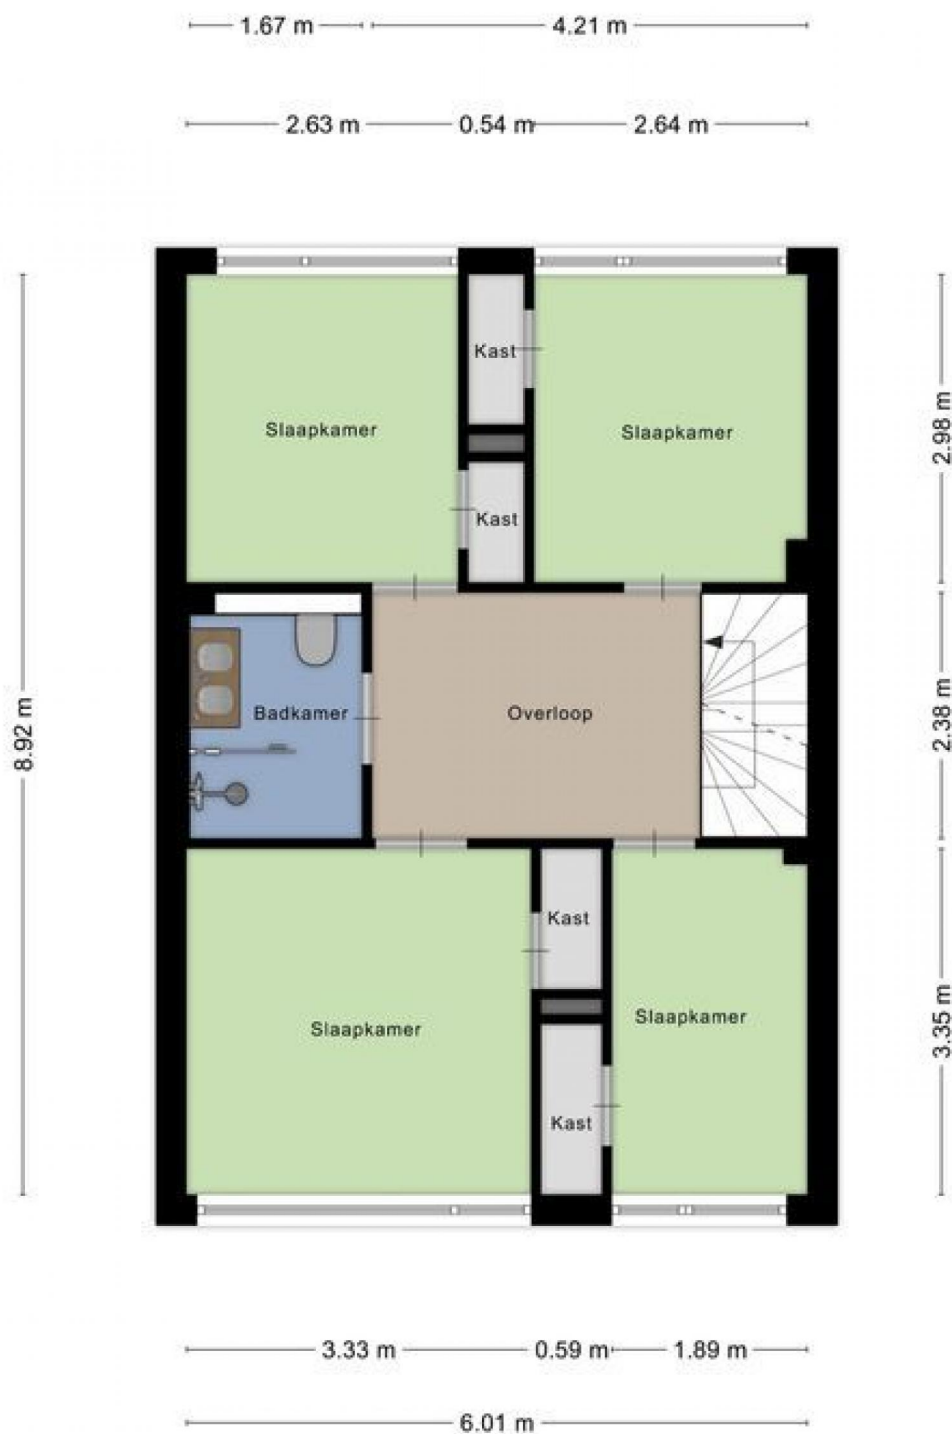 1.67 m 4.21 m
2.63 m 0.54 m 2.64 m
Kast
Slaapkamer
Slaapkamer
2.98 m
Kast
Badkamer
Overloop
2.38 m
8.92 m
Kast
Slaapkamer
Slaapkamer
3.35 m
Kast
3.33 m 0.59 m 1.89 m
6.01 m